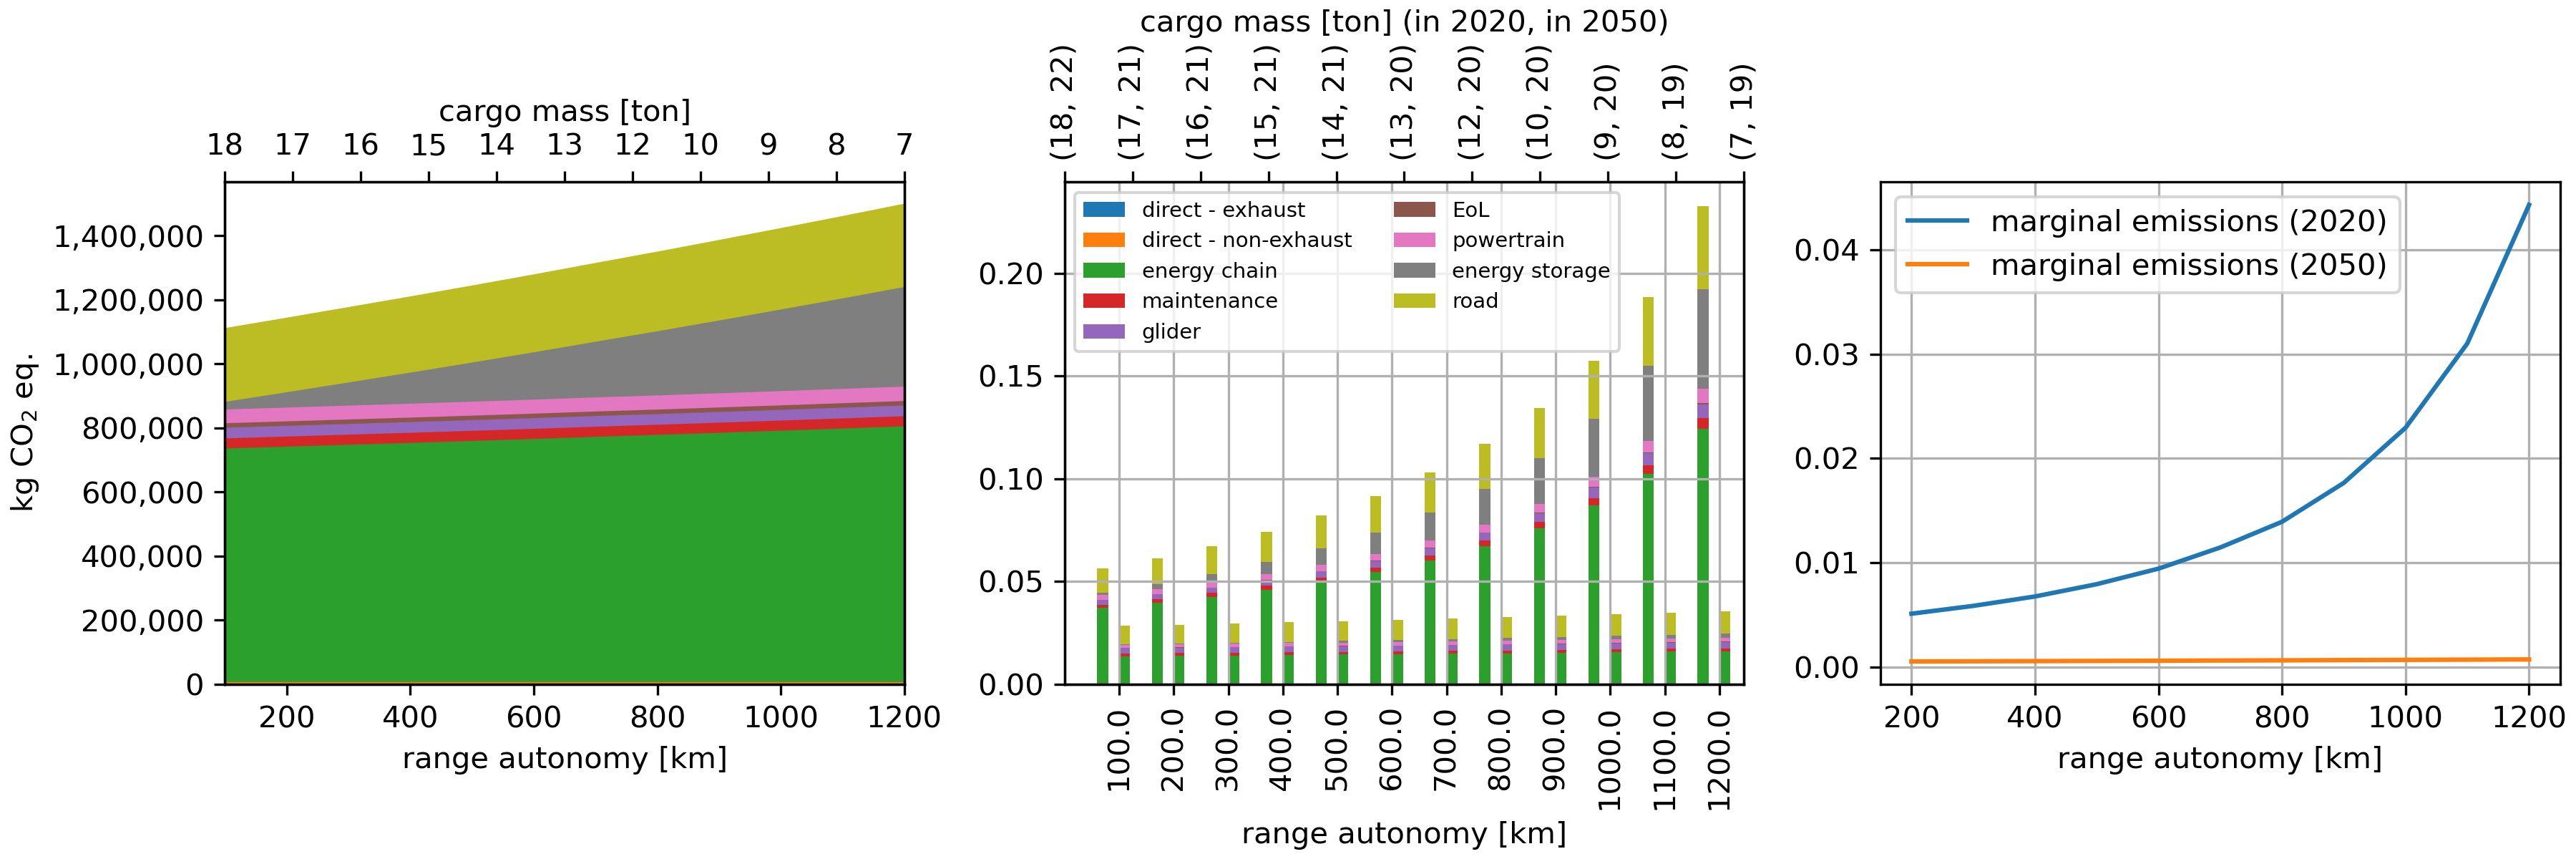 cargo mass [ton]
18 17 16 15 14 13 12 10 9 8 7
1,400,000
1,200,000
1,000,000
800,000
600,000
400,000
200,000
0
kg CO₂ eq.
200 400 600 800 1000 1200
range autonomy [km]
cargo mass [ton] (in 2020, in 2050)
(18, 22)
(17, 21)
(16, 21)
(15, 21)
(14, 21)
(13, 20)
(12, 20)
(10, 20)
(9, 20)
(8, 19)
(7, 19)
direct - exhaust
direct - non-exhaust
energy chain
maintenance
glider
EoL
powertrain
energy storage
road
0.20
0.15
0.10
0.05
0.00
100.0
200.0
300.0
400.0
500.0
600.0
700.0
800.0
900.0
1000.0
1100.0
1200.0
range autonomy [km]
marginal emissions (2020)
marginal emissions (2050)
0.04
0.03
0.02
0.01
0.00
200 400 600 800 1000 1200
range autonomy [km]